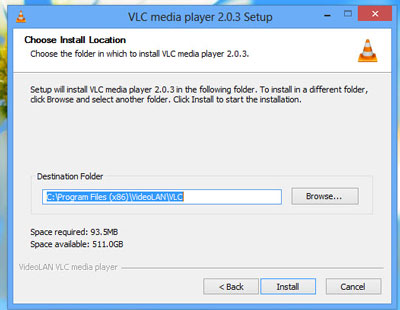 VLC media player 2.0.3 Setup
Choose Install Location
Choose the folder in which to install VLC media player 2.0.3.
Setup will install VLC media player 2.0.3 in the following folder. To install in a different folder,
click Browse and select another folder. Click Install to start the installation.
Destination Folder
C:\Program Files (x86)\VideoLAN\VLC
Browse...
Space required: 93.5MB
Space available: 511.0GB
VideoLAN VLC media player
< Back
Install
Cancel